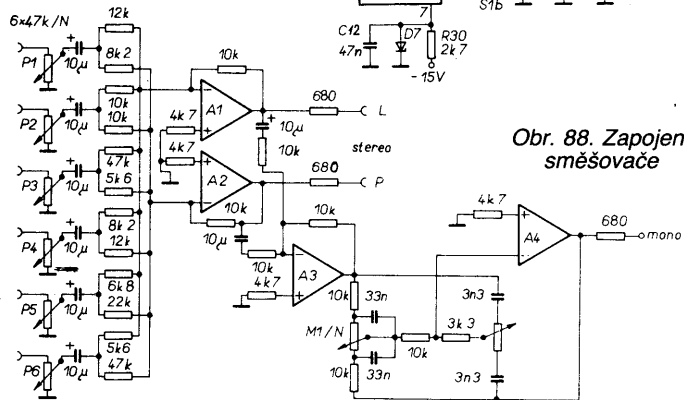 7
S1b
C12
47n
D7
R30
2k7
-15V
6x47k/N
12k
P1
+
10µ
8k2
10k
P2
+
10µ
10k
47k
P3
+
10µ
5k6
8k2
P4
+
10µ
12k
6k8
P5
+
10µ
22k
5k6
P6
+
10µ
47k
10k
A1
-
+
4k7
4k7
680
L
+
10µ
10k
stereo
A2
+
-
680
P
10k
10µ
10k
10k
A3
-
+
4k7
10k
33n
M1/N
33n
10k
10k
3k3
3n3
3n3
4k7
A4
+
-
680
mono
Obr. 88. Zapojen
směšovače